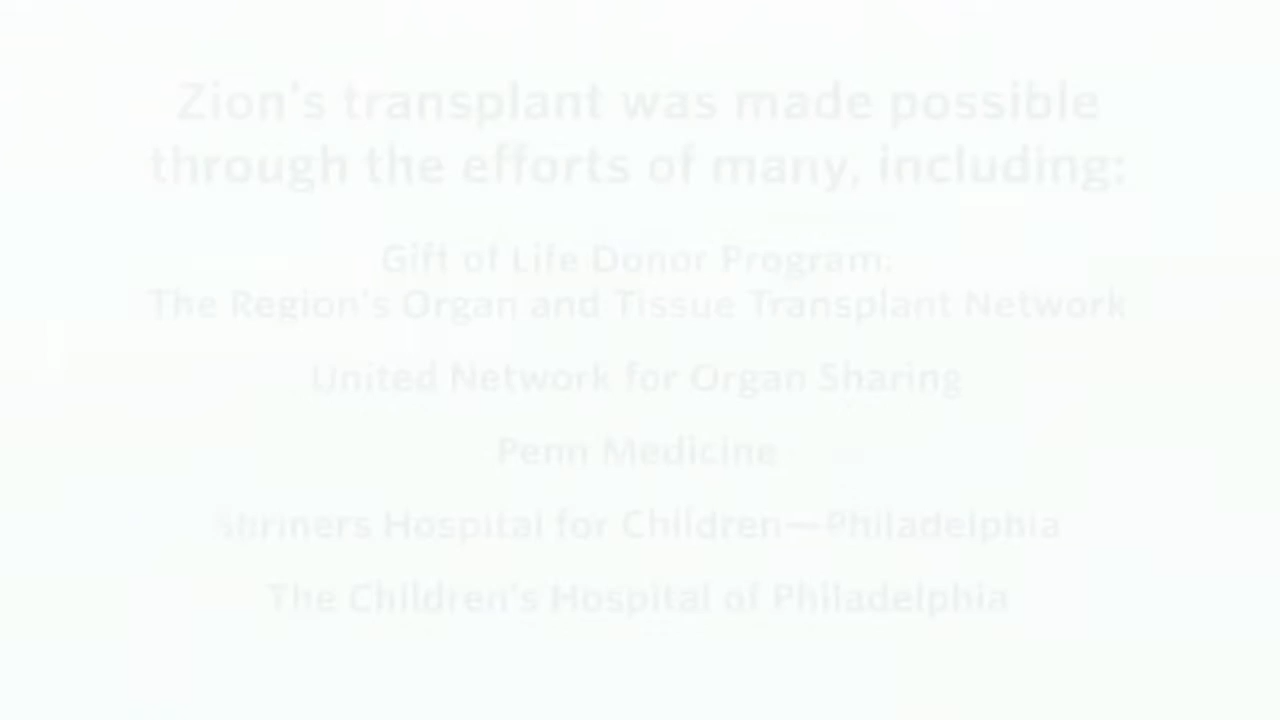 Zion's transplant was made possible
through the efforts of many, including:
Gift of Life Donor Program:
The Region's Organ and Tissue Transplant Network
United Network for Organ Sharing
Penn Medicine
Shriners Hospital for Children—Philadelphia
The Children's Hospital of Philadelphia